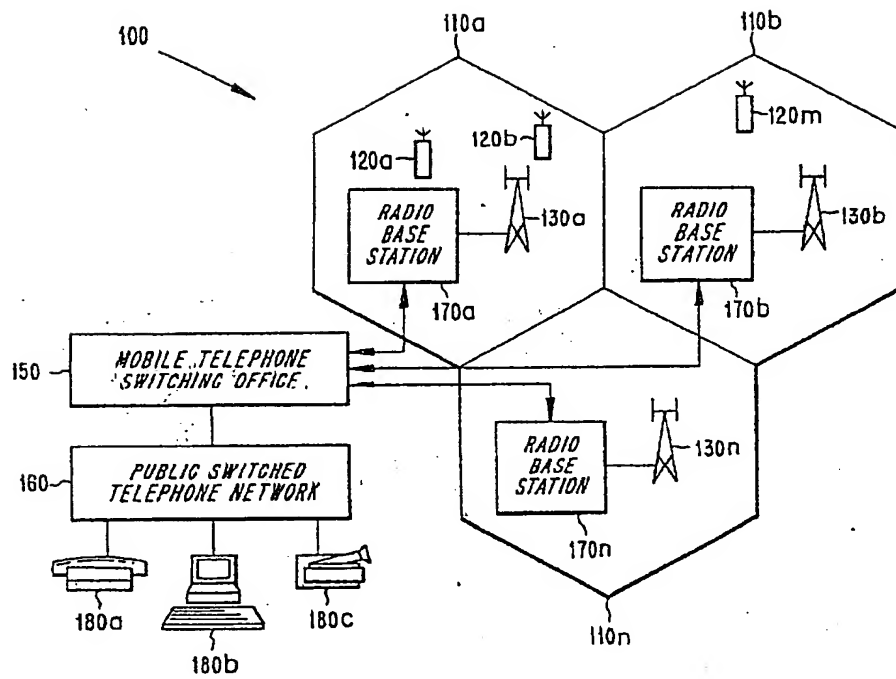 100
110a
110b
120a
120b
120m
RADIO
BASE
STATION
130a
RADIO
BASE
STATION
130b
170a
170b
150
MOBILE TELEPHONE
SWITCHING OFFICE
RADIO
BASE
STATION
130n
160
PUBLIC SWITCHED
TELEPHONE NETWORK
170n
180a
180b
180c
110n